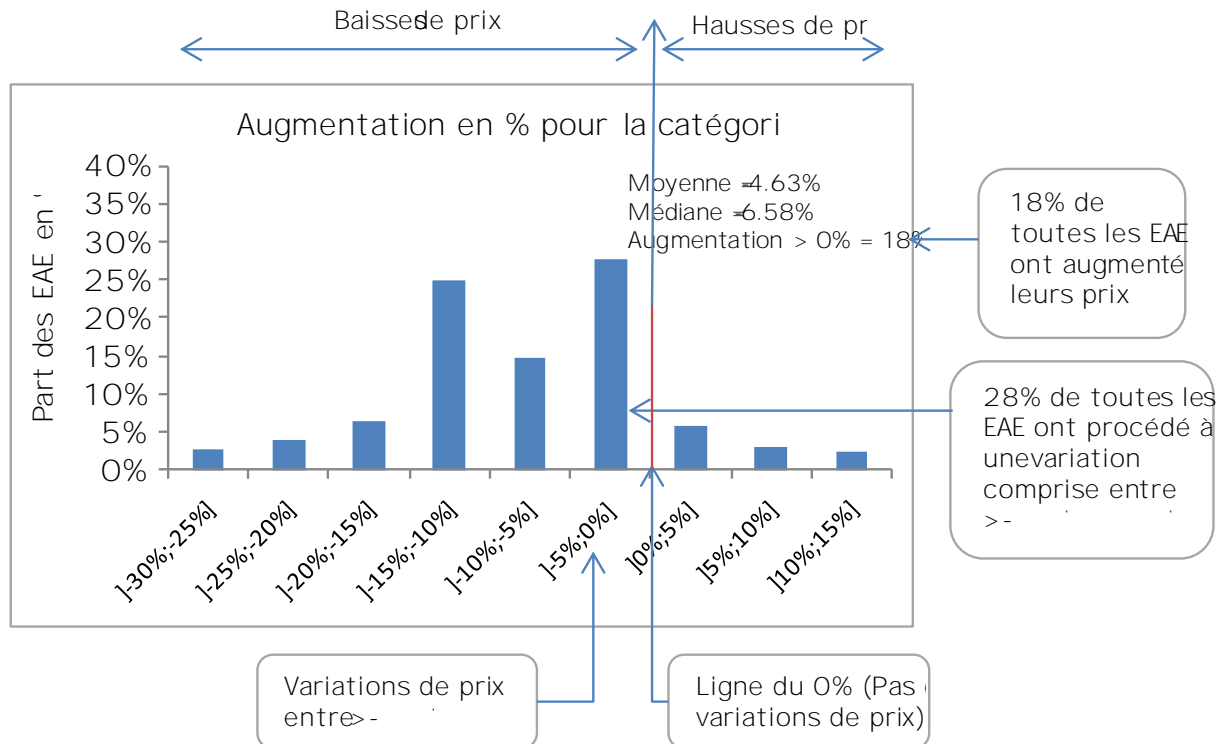 Baisses de prix
Hausses de pr
Augmentation en % pour la catégori
Part des EAE en
40%
35%
30%
25%
20%
15%
10%
5%
0%
Moyenne =-4.63%
Médiane =-6.58%
Augmentation > 0% = 18%
18% de
toutes les EAE
ont augmenté
leurs prix
28% de toutes les
EAE ont procédé à
unevariation
comprise entre
>-
]-30%;-25%]
]-25%;-20%]
]-20%;-15%]
]-15%;-10%]
]-10%;-5%]
]-5%;0%]
]0%;5%]
]5%;10%]
]10%;15%]
Variations de prix
entre>-
Ligne du 0% (Pas
variations de prix)